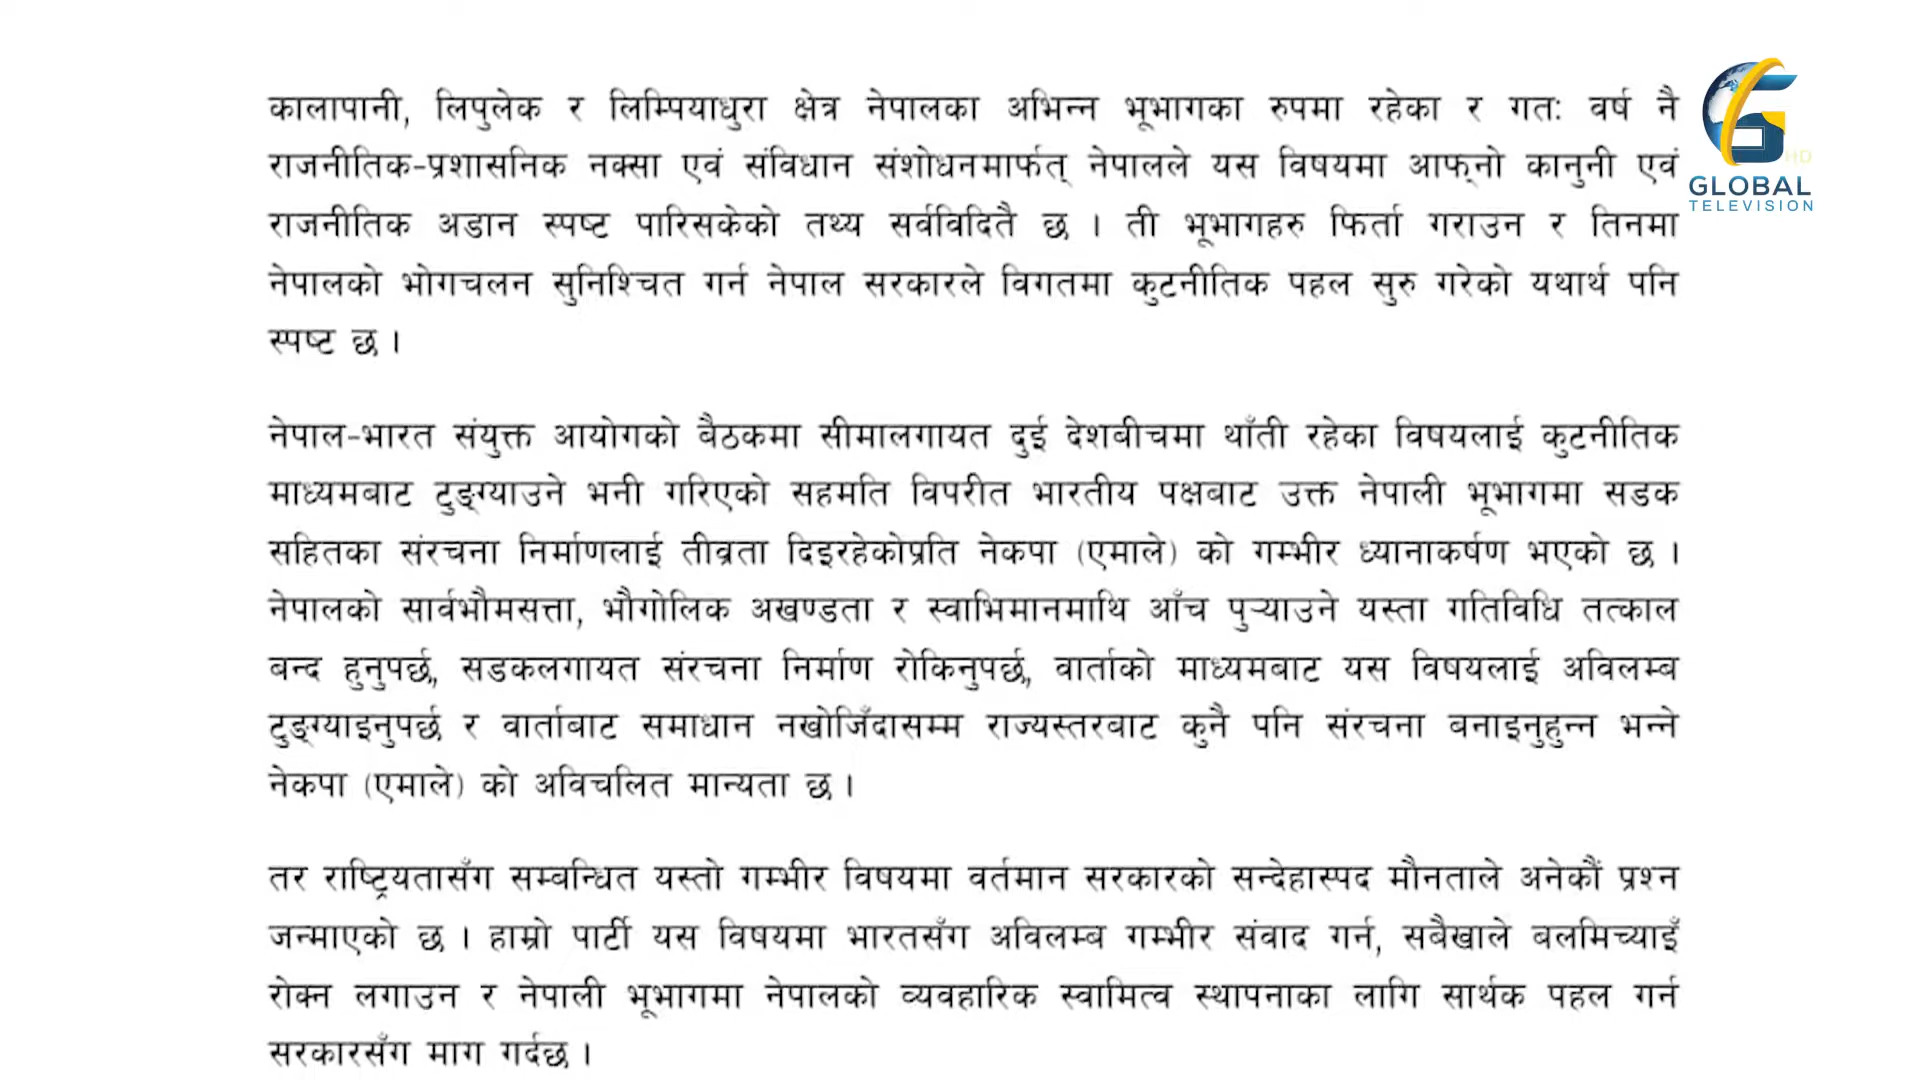 कालापानी, लिपुलेक र लिम्पियाधुरा क्षेत्र नेपालका अभिन्न भूभागका रुपमा रहेका र गतः वर्ष नै
राजनीतिक-प्रशासनिक नक्सा एवं संविधान संशोधनमार्फत् नेपालले यस विषयमा आफ्नो कानुनी एवं
राजनीतिक अडान स्पष्ट पारिसकेको तथ्य सर्वविदितै छ । ती भूभागहरु फिर्ता गराउन र तिनमा
नेपालको भोगचलन सुनिश्चित गर्न नेपाल सरकारले विगतमा कुटनीतिक पहल सुरु गरेको यथार्थ पनि
स्पष्ट छ ।
नेपाल-भारत संयुक्त आयोगको बैठकमा सीमालगायत दुई देशबीचमा थाँती रहेका विषयलाई कुटनीतिक
माध्यमबाट टुङ्ग्याउने भनी गरिएको सहमति विपरीत भारतीय पक्षबाट उक्त नेपाली भूभागमा सडक
सहितका संरचना निर्माणलाई तीव्रता दिइरहेकोप्रति नेकपा (एमाले) को गम्भीर ध्यानाकर्षण भएको छ ।
नेपालको सार्वभौमसत्ता, भौगोलिक अखण्डता र स्वाभिमानमाथि आँच पुऱ्याउने यस्ता गतिविधि तत्काल
बन्द हुनुपर्छ, सडकलगायत संरचना निर्माण रोकिनुपर्छ, वार्ताको माध्यमबाट यस विषयलाई अविलम्ब
टुङ्ग्याइनुपर्छ र वार्ताबाट समाधान नखोजिँदासम्म राज्यस्तरबाट कुनै पनि संरचना बनाइनुहुन्न भन्ने
नेकपा (एमाले) को अविचलित मान्यता छ ।
तर राष्ट्रियतासँग सम्बन्धित यस्तो गम्भीर विषयमा वर्तमान सरकारको सन्देहास्पद मौनताले अनेकौं प्रश्न
जन्माएको छ । हाम्रो पार्टी यस विषयमा भारतसँग अविलम्ब गम्भीर संवाद गर्न, सबैखाले बलमिच्याइँ
रोक्न लगाउन र नेपाली भूभागमा नेपालको व्यवहारिक स्वामित्व स्थापनाका लागि सार्थक पहल गर्न
सरकारसँग माग गर्दछ ।
HD
GLOBAL
TELEVISION